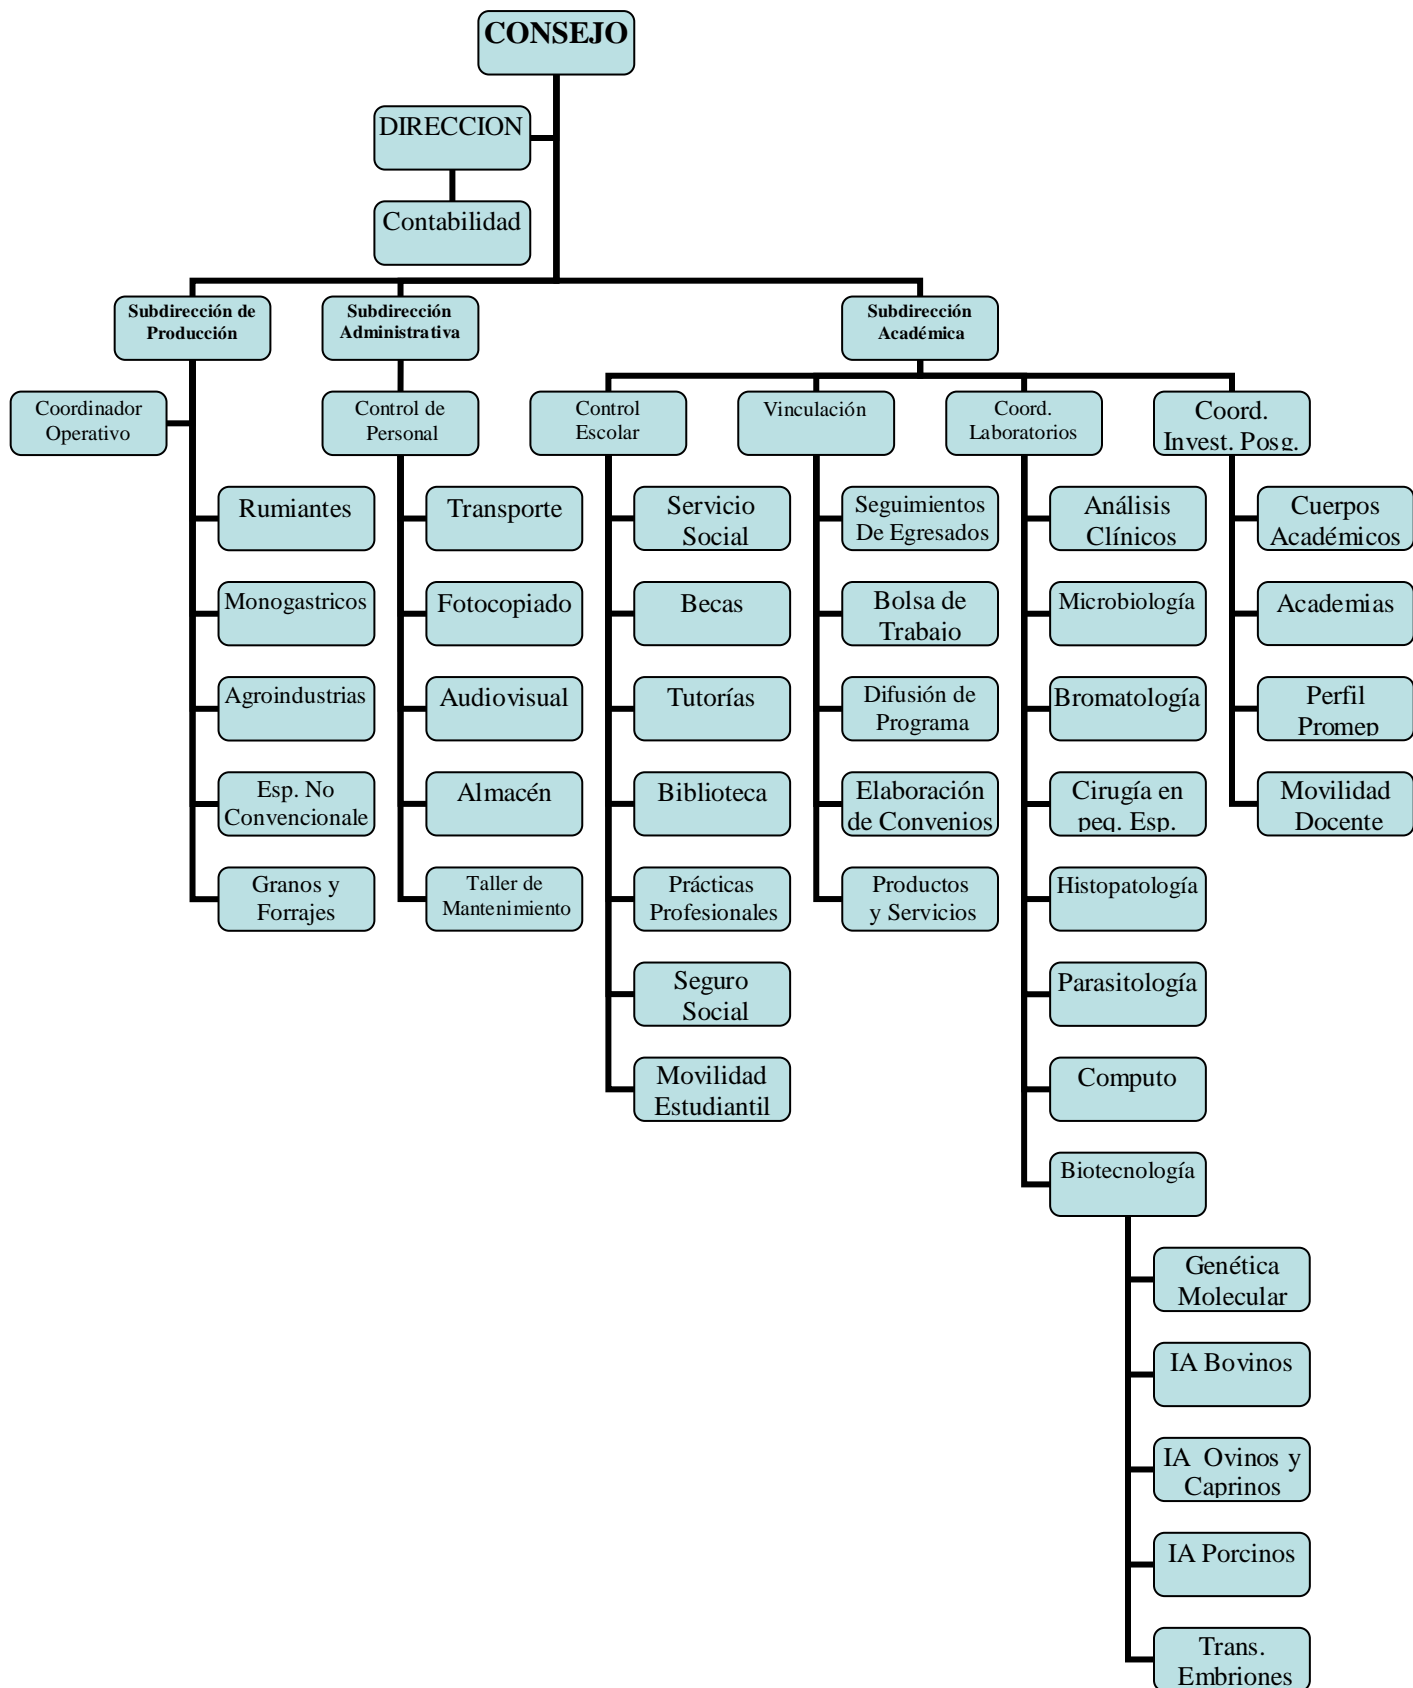 CONSEJO
DIRECCION
Contabilidad
Subdirección de
Producción
Subdirección
Administrativa
Subdirección
Académica
Coordinador
Operativo
Control de
Personal
Control
Escolar
Vinculación
Coord.
Laboratorios
Coord.
Invest. Posg.
Rumiantes
Transporte
Servicio
Social
Seguimientos
De Egresados
Análisis
Clínicos
Cuerpos
Académicos
Monogastricos
Fotocopiado
Becas
Bolsa de
Trabajo
Microbiología
Academias
Agroindustrias
Audiovisual
Tutorías
Difusión de
Programa
Bromatología
Perfil
Promep
Esp. No
Convencionale
Almacén
Biblioteca
Elaboración
de Convenios
Cirugía en
peq. Esp.
Movilidad
Docente
Granos y
Forrajes
Taller de
Mantenimiento
Prácticas
Profesionales
Productos
y Servicios
Histopatología
Seguro
Social
Parasitología
Movilidad
Estudiantil
Computo
Biotecnología
Genética
Molecular
IA Bovinos
IA Ovinos y
Caprinos
IA Porcinos
Trans.
Embriones